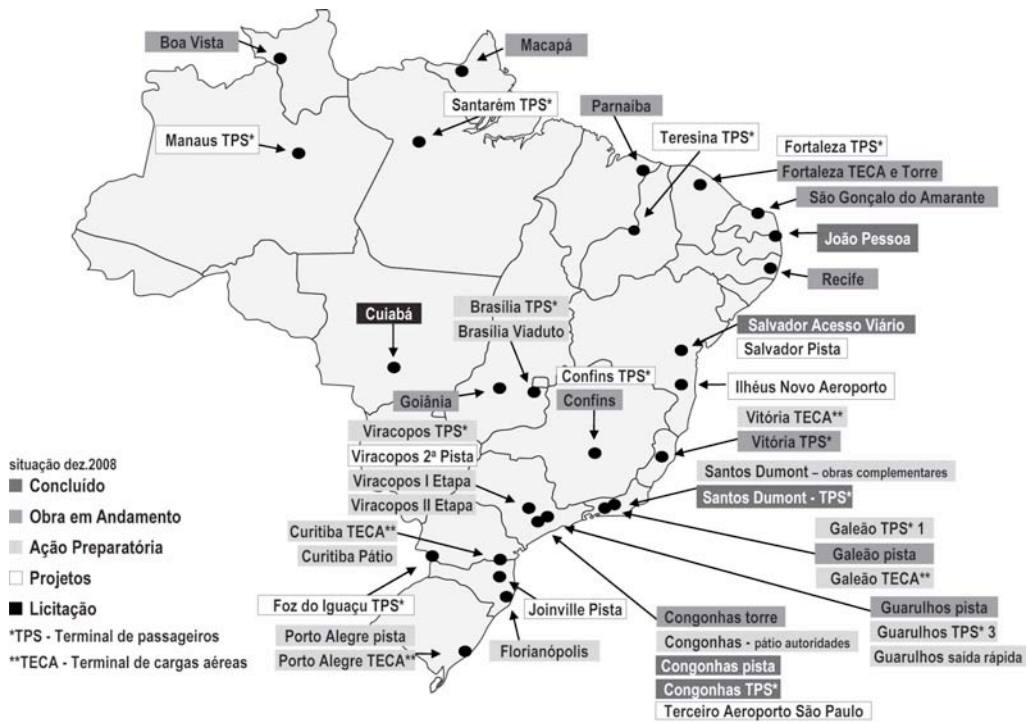 Boa Vista
Macapá
Santarém TPS*
Parnaíba
Manaus TPS*
Teresina TPS*
Fortaleza TPS*
Fortaleza TECA e Torre
São Gonçalo do Amarante
João Pessoa
Recife
Cuiabá
Brasília TPS*
Brasília Viaduto
Salvador Acesso Viário
Salvador Pista
Confins TPS*
Confins
Ilhéus Novo Aeroporto
Goiânia
Viracopos TPS*
Viracopos 2ª Pista
Viracopos I Etapa
Viracopos II Etapa
Vitória TECA**
Vitória TPS*
Santos Dumont – obras complementares
Santos Dumont - TPS*
Curitiba TECA**
Curitiba Pátio
Galeão TPS* 1
Galeão pista
Galeão TECA**
Foz do Iguaçu TPS*
Joinville Pista
Porto Alegre pista
Porto Alegre TECA**
Florianópolis
Congonhas torre
Congonhas - pátio autoridades
Congonhas pista
Congonhas TPS*
Terceiro Aeroporto São Paulo
Guarulhos pista
Guarulhos TPS* 3
Guarulhos saída rápida
situação dez.2008
Concluído
Obra em Andamento
Ação Preparatória
Projetos
Licitação
*TPS - Terminal de passageiros
**TECA - Terminal de cargas aéreas